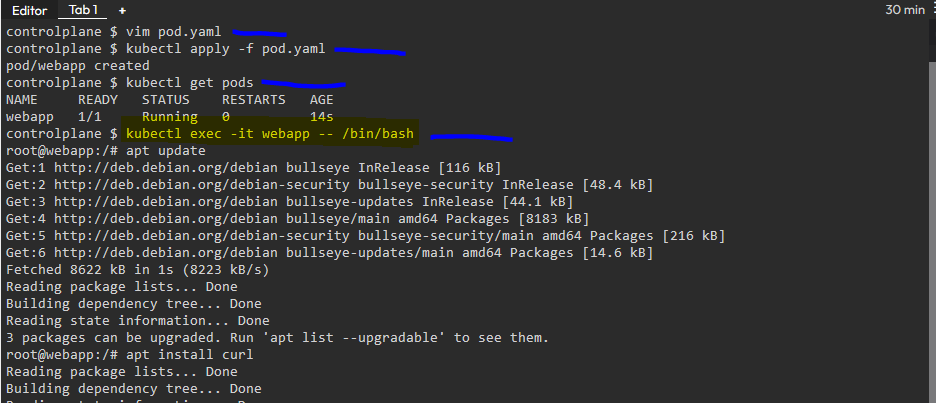 Editor Tab 1 + 30 min
controlplane $ vim pod.yaml
controlplane $ kubectl apply -f pod.yaml
pod/webapp created
controlplane $ kubectl get pods
NAME READY STATUS RESTARTS AGE
webapp 1/1 Running 0 14s
controlplane $ kubectl exec -it webapp -- /bin/bash
root@webapp:/# apt update
Get:1 http://deb.debian.org/debian bullseye InRelease [116 kB]
Get:2 http://deb.debian.org/debian-security bullseye-security InRelease [48.4 kB]
Get:3 http://deb.debian.org/debian bullseye-updates InRelease [44.1 kB]
Get:4 http://deb.debian.org/debian bullseye/main amd64 Packages [8183 kB]
Get:5 http://deb.debian.org/debian-security bullseye-security/main amd64 Packages [216 kB]
Get:6 http://deb.debian.org/debian bullseye-updates/main amd64 Packages [14.6 kB]
Fetched 8622 kB in 1s (8223 kB/s)
Reading package lists... Done
Building dependency tree... Done
Reading state information... Done
3 packages can be upgraded. Run 'apt list --upgradable' to see them.
root@webapp:/# apt install curl
Reading package lists... Done
Building dependency tree... Done